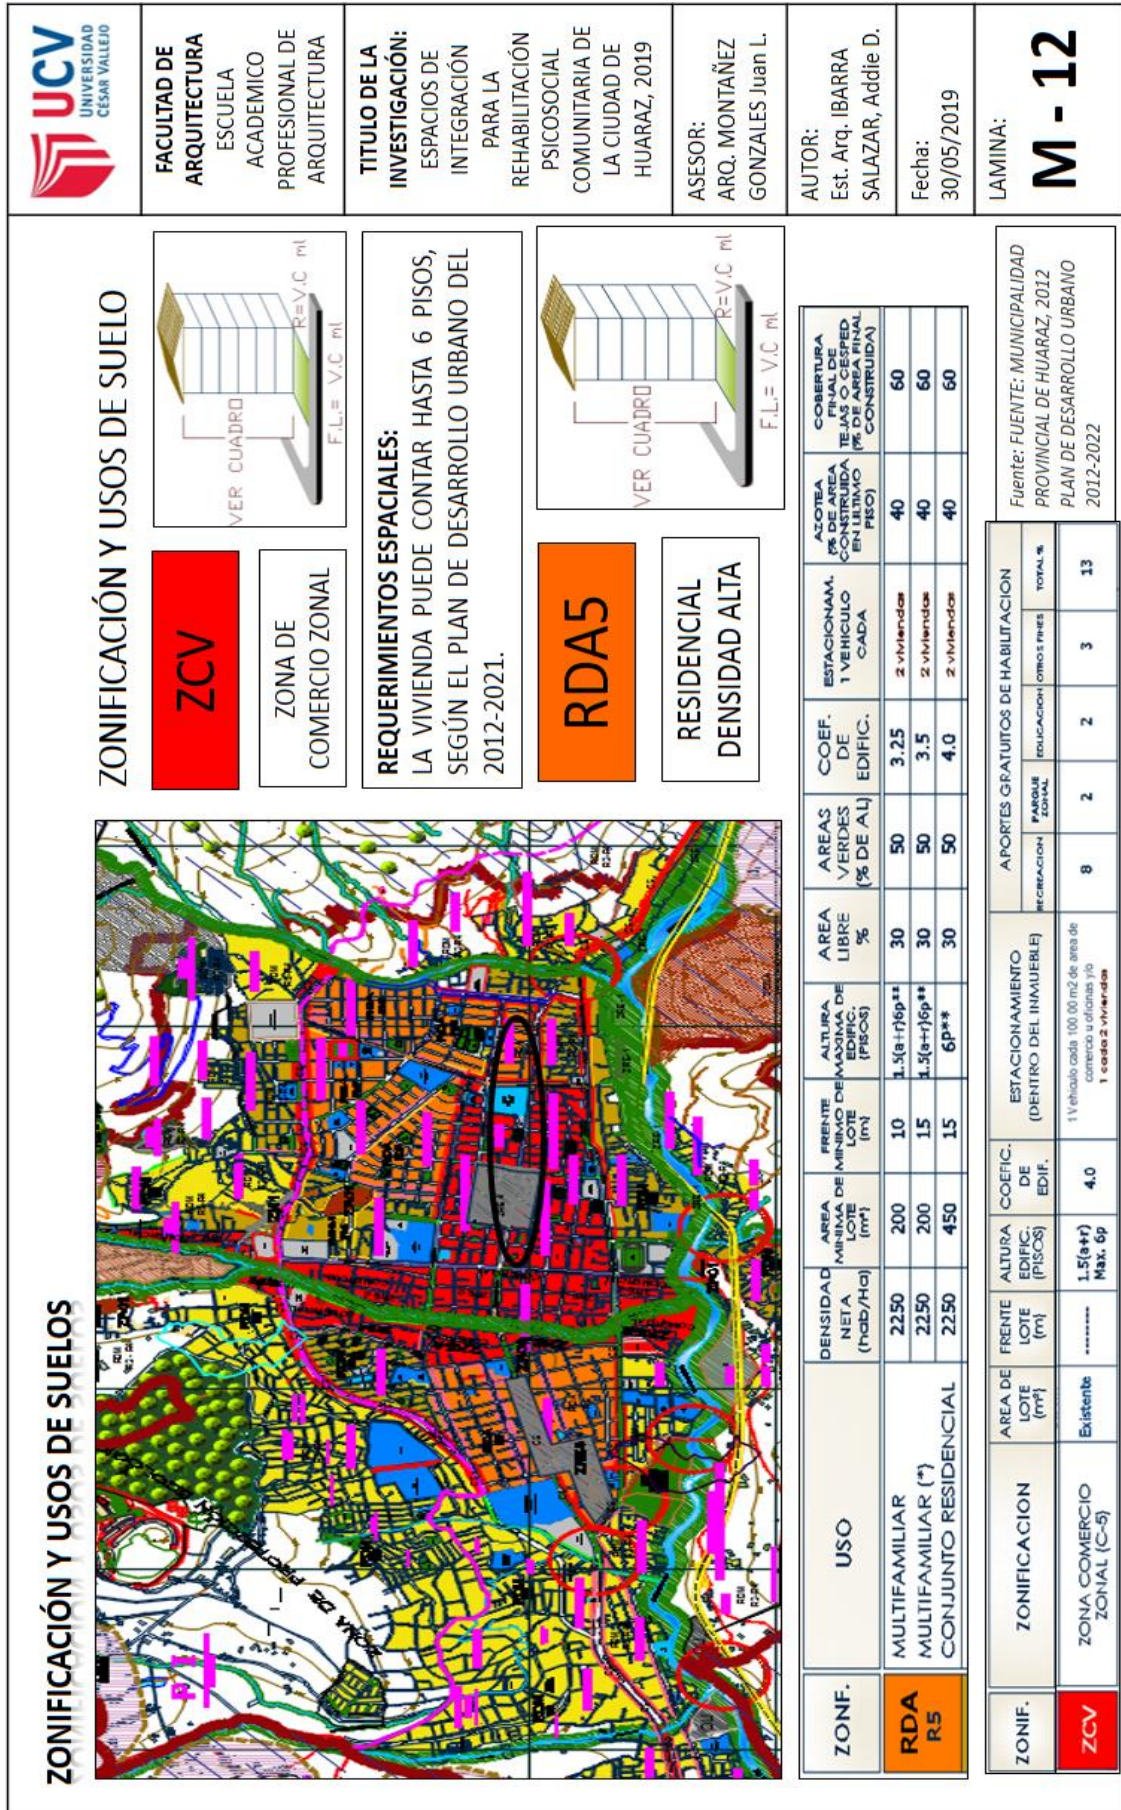 ZONIFICACIÓN Y USOS DE SUELOS
ZONIFICACIÓN Y USOS DE SUELO
ZCV
ZONA DE
COMERCIO ZONAL
VER CUADRO
R=V.C ml
F.L.= V.C ml
REQUERIMIENTOS ESPACIALES:
LA VIVIENDA PUEDE CONTAR HASTA 6 PISOS,
SEGÚN EL PLAN DE DESARROLLO URBANO DEL
2012-2021.
RDA5
RESIDENCIAL
DENSIDAD ALTA
VER CUADRO
R=V.C ml
F.L.= V.C ml
ZONF.
USO
DENSIDAD
NETA
(hab/Ha)
AREA
MINIMA DE
LOTE
(m²)
FRENTE
MINIMO DE
LOTE
(m)
ALTURA
MAXIMA DE
EDIFIC.
(PISOS)
AREA
LIBRE
%
AREAS
VERDES
(% DE AL)
COEF.
DE
EDIFIC.
ESTACIONAM.
1 VEHICULO
CADA
AZOTEA
(% DE AREA
CONSTRUIDA
EN ULTIMO
PISO)
COBERTURA
FINAL DE
TEJAS O CESPED
(% DE AREA FINAL
CONSTRUIDA)
RDA
R5
MULTIFAMILIAR 2250 200 10 1.5(a+r)6p** 30 50 3.25 2 viviendas 40 60
MULTIFAMILIAR (*) 2250 200 15 1.5(a+r)6p** 30 50 3.5 2 viviendas 40 60
CONJUNTO RESIDENCIAL 2250 450 15 6P** 30 50 4.0 2 viviendas 40 60
ZONIF.
ZONIFICACION
AREA DE
LOTE
(m²)
FRENTE
LOTE
(m)
ALTURA
EDIFIC.
(PISOS)
COEFIC.
DE
EDIF.
ESTACIONAMIENTO
(DENTRO DEL INMUEBLE)
APORTES GRATUITOS DE HABILITACION
RECREACION
PARQUE
ZONAL
EDUCACION
OTROS FINES
TOTAL %
ZCV
ZONA COMERCIO
ZONAL (C-5)
Existente
--------
1.5(a+r)
Max. 6p
4.0
1 Vehiculo cada 100.00 m2 de area de
comercio u oficinas y/o
1 cada 2 viviendas
8 2 2 3 13
Fuente: FUENTE: MUNICIPALIDAD
PROVINCIAL DE HUARAZ, 2012
PLAN DE DESARROLLO URBANO
2012-2022
UCV
UNIVERSIDAD
CÉSAR VALLEJO
FACULTAD DE
ARQUITECTURA
ESCUELA
ACADEMICO
PROFESIONAL DE
ARQUITECTURA
TITULO DE LA
INVESTIGACIÓN:
ESPACIOS DE
INTEGRACIÓN
PARA LA
REHABILITACIÓN
PSICOSOCIAL
COMUNITARIA DE
LA CIUDAD DE
HUARAZ, 2019
ASESOR:
ARQ. MONTAÑEZ
GONZALES Juan L.
AUTOR:
Est. Arq. IBARRA
SALAZAR, Addie D.
Fecha:
30/05/2019
LAMINA:
M - 12